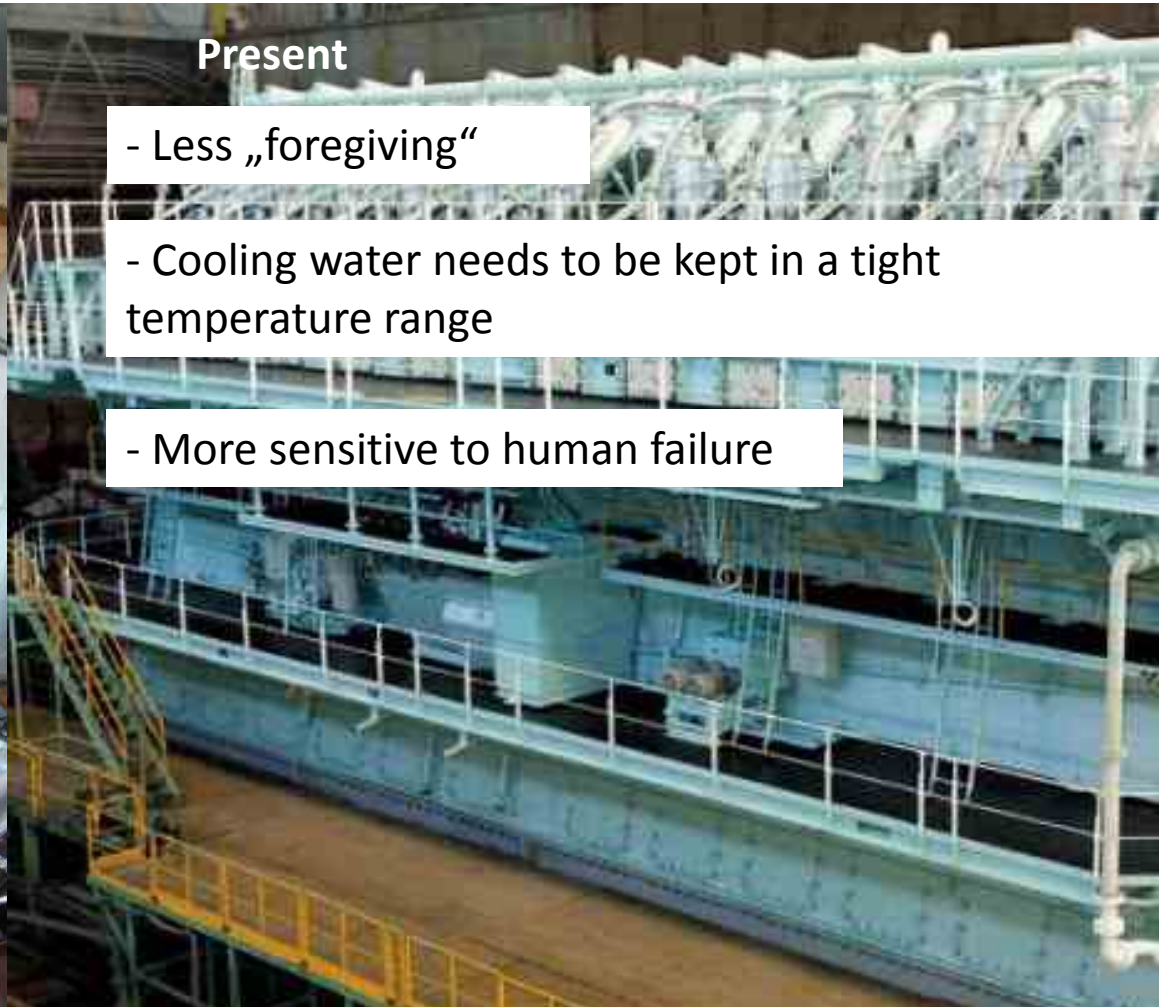 Present
- Less „foregiving“
- Cooling water needs to be kept in a tight
temperature range
- More sensitive to human failure